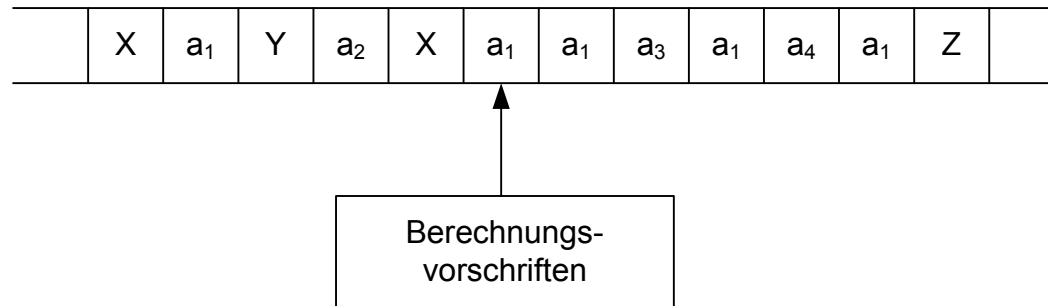 X a₁ Y a₂ X a₁ a₁ a₃ a₁ a₄ a₁ Z
Berechnungs-
vorschriften